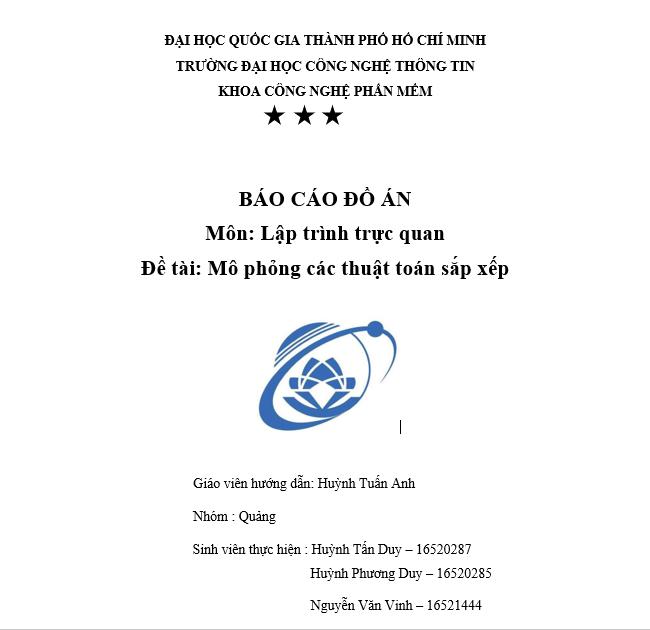 ĐẠI HỌC QUỐC GIA THÀNH PHỐ HỒ CHÍ MINH
TRƯỜNG ĐẠI HỌC CÔNG NGHỆ THÔNG TIN
KHOA CÔNG NGHỆ PHẦN MỀM
★ ★ ★
BÁO CÁO ĐỒ ÁN
Môn: Lập trình trực quan
Đề tài: Mô phỏng các thuật toán sắp xếp
Giáo viên hướng dẫn: Huỳnh Tuấn Anh
Nhóm : Quảng
Sinh viên thực hiện : Huỳnh Tấn Duy – 16520287
Huỳnh Phương Duy – 16520285
Nguyễn Văn Vinh – 16521444